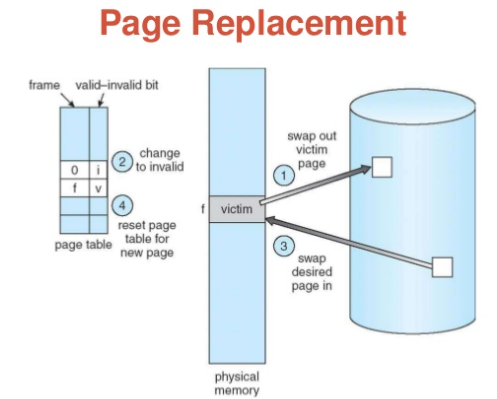 Page Replacement
frame valid–invalid bit
0 i
f v
2 change
to invalid
4
reset page
table for
new page
page table
f victim
swap out
victim
page
1
3
swap
desired
page in
physical
memory